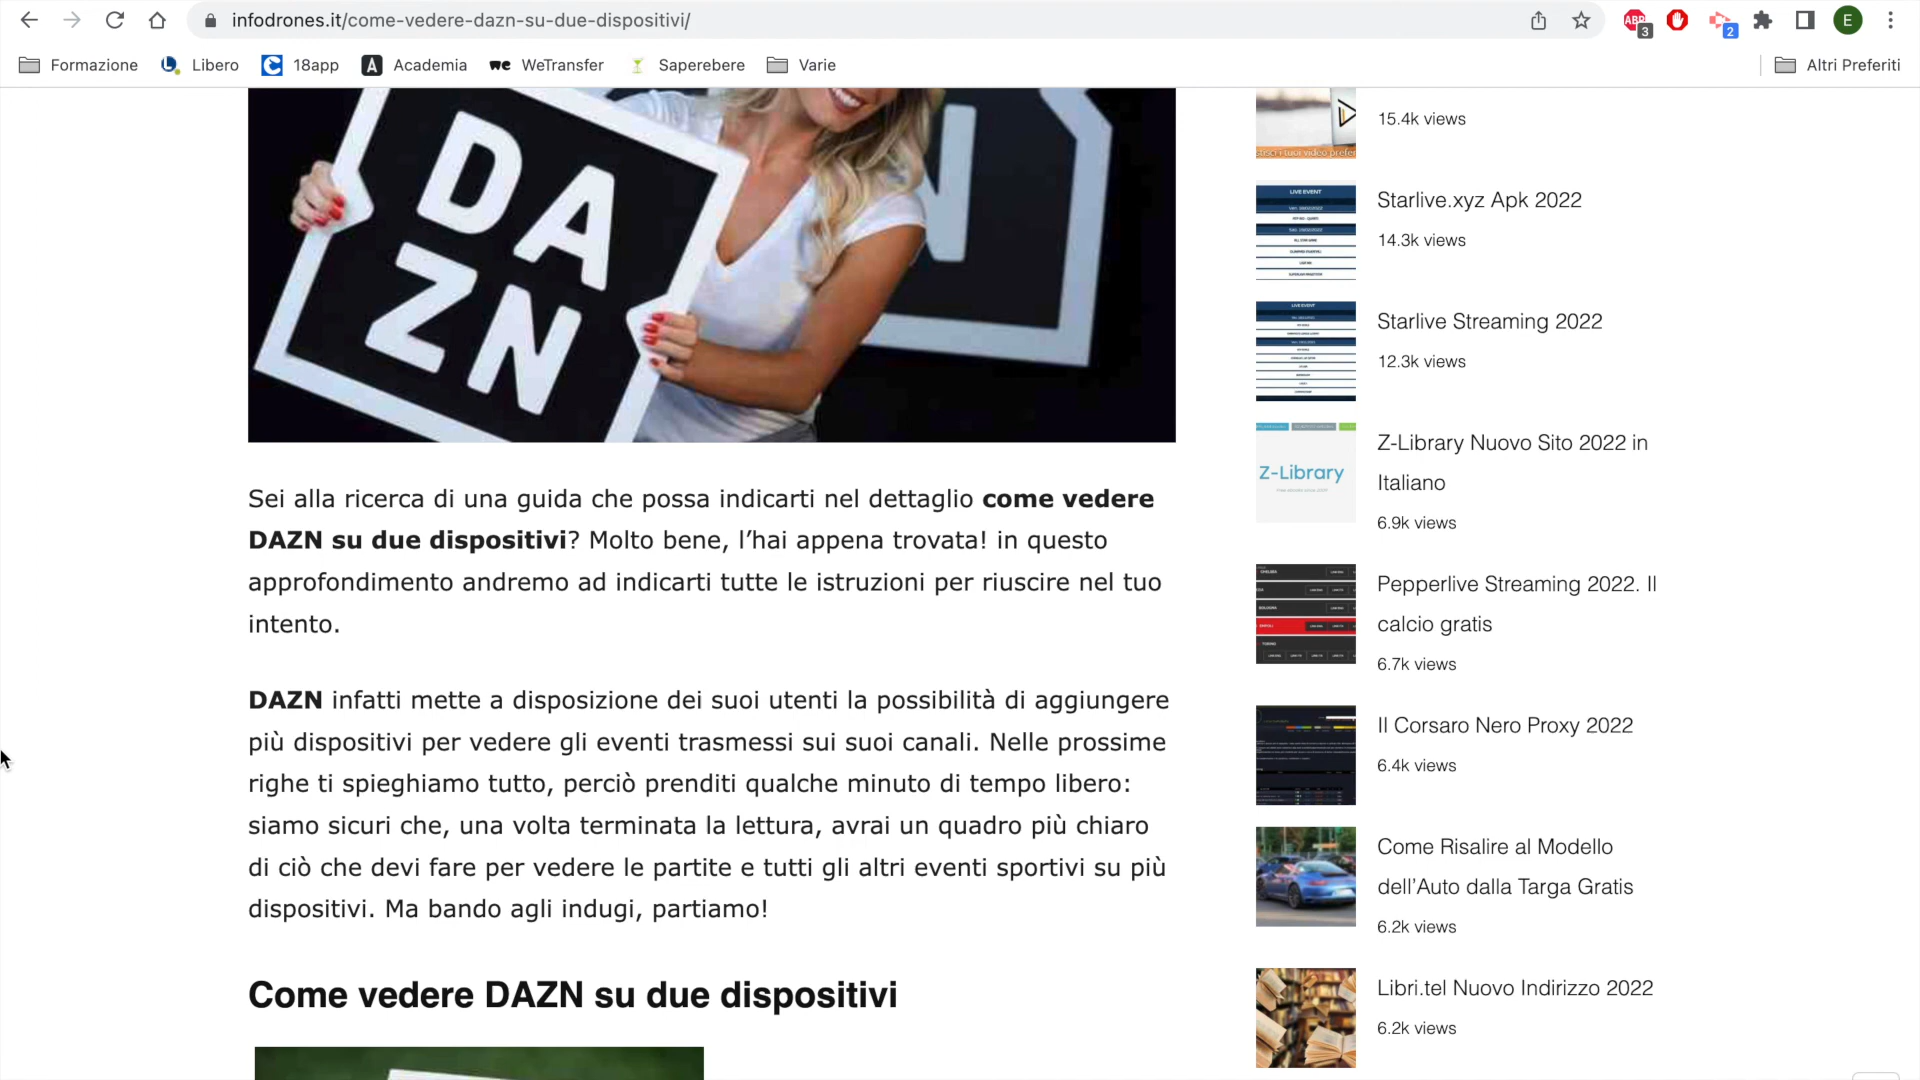 infodrones.it/come-vedere-dazn-su-due-dispositivi/
ABP
3
2
E
Formazione
Libero
18app
Academia
WeTransfer
Saperebere
Varie
Altri Preferiti
DA
ZN
N
Sei alla ricerca di una guida che possa indicarti nel dettaglio come vedere
DAZN su due dispositivi? Molto bene, l’hai appena trovata! in questo
approfondimento andremo ad indicarti tutte le istruzioni per riuscire nel tuo
intento.
DAZN infatti mette a disposizione dei suoi utenti la possibilità di aggiungere
più dispositivi per vedere gli eventi trasmessi sui suoi canali. Nelle prossime
righe ti spieghiamo tutto, perciò prenditi qualche minuto di tempo libero:
siamo sicuri che, una volta terminata la lettura, avrai un quadro più chiaro
di ciò che devi fare per vedere le partite e tutti gli altri eventi sportivi su più
dispositivi. Ma bando agli indugi, partiamo!
Come vedere DAZN su due dispositivi
15.4k views
LIVE EVENT
Starlive.xyz Apk 2022
14.3k views
LIVE EVENT
Starlive Streaming 2022
12.3k views
Z-Library
Z-Library Nuovo Sito 2022 in
Italiano
6.9k views
Pepperlive Streaming 2022. Il
calcio gratis
6.7k views
Il Corsaro Nero Proxy 2022
6.4k views
Come Risalire al Modello
dell’Auto dalla Targa Gratis
6.2k views
Libri.tel Nuovo Indirizzo 2022
6.2k views